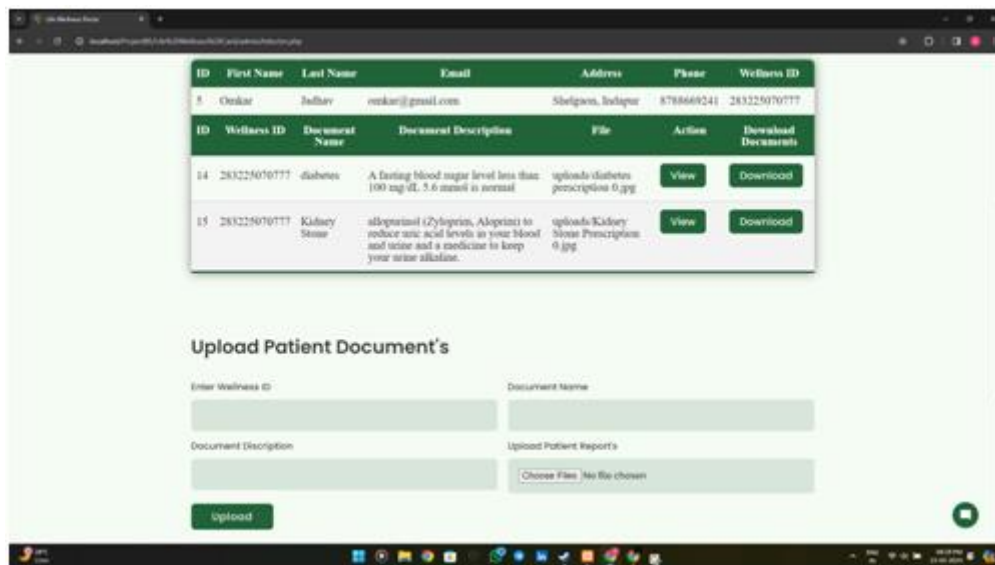 Life Wellness Portal
ID First Name Last Name Email Address Phone Wellness ID
5 Omkar Jadhav omkar@gmail.com Shelgaon, Indapur 8788669241 283225070777
ID Wellness ID Document Name Document Description File Action Download Documents
14 283225070777 diabetes A fasting blood sugar level less than
100 mg/dL 5.6 mmol is normal
uploads/diabetes
perscription 0.jpg
View
Download
15 283225070777 Kidney
Stone
allopurinol (Zyloprim, Aloprim) to
reduce uric acid levels in your blood
and urine and a medicine to keep
your urine alkaline.
uploads/Kidney
Stone Prescription
0.jpg
View
Download
Upload Patient Document's
Enter Wellness ID
Document Name
Document Discription
Upload Patient Report's
Choose Files No file chosen
Upload